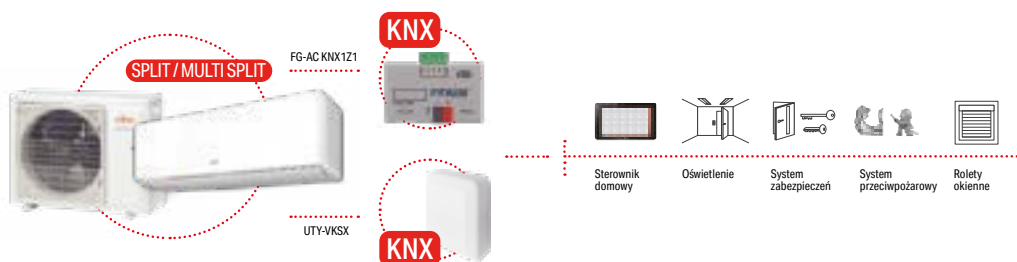 KNX
FG-AC KNX1Z1
SPLIT / MULTI SPLIT
Sterownik
domowy
Oświetlenie
System
zabezpieczeń
System
przeciwpożarowy
Rolety
okienne
UTY-VKSX
KNX